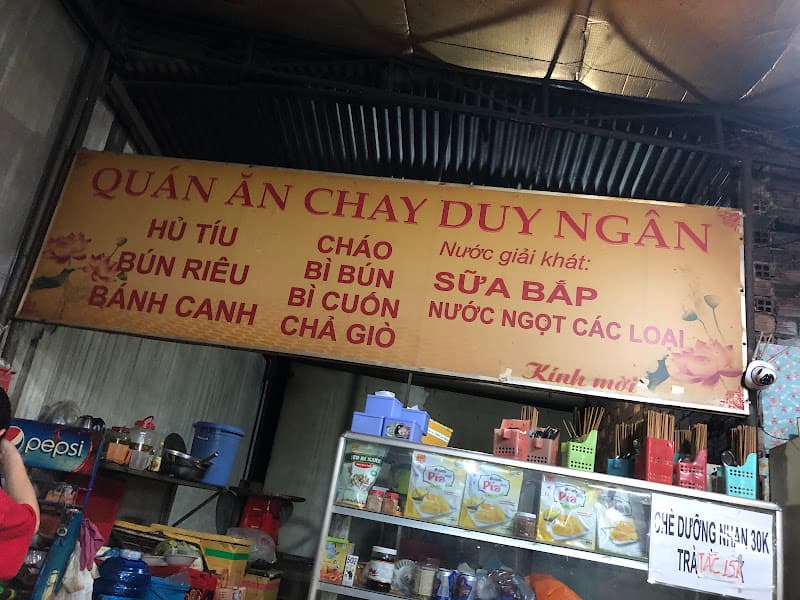 QUÁN ĂN CHAY DUY NGÂN
HỦ TÍU
BÚN RIÊU
BÁNH CANH
CHÁO
BÌ BÚN
BÌ CUỐN
CHẢ GIÒ
Nước giải khát:
SỮA BẮP
NƯỚC NGỌT CÁC LOẠI
Kính mời
pepsi
Pía
Pía
Pía
CHÈ DƯỠNG NHAN 30K
TRÀ TẮC 15K